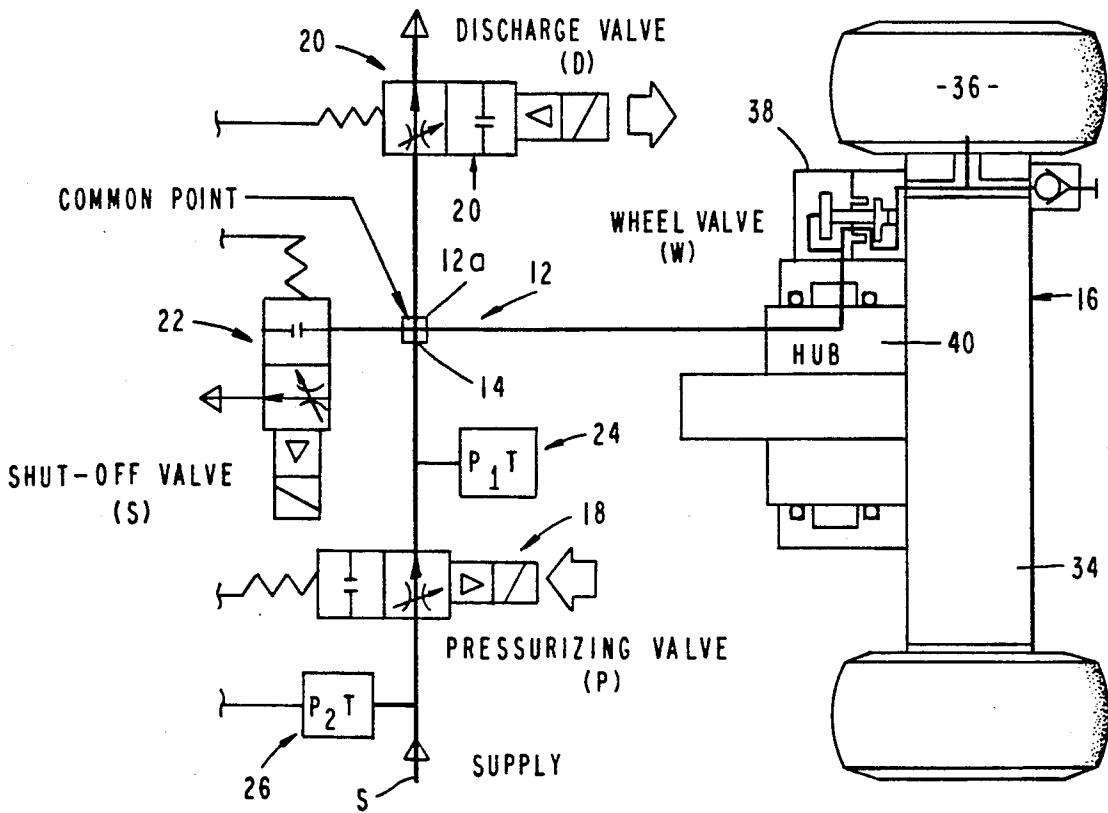 20
DISCHARGE VALVE
(D)
-36-
38
20
COMMON POINT
WHEEL VALVE
(W)
12a
12
16
22
14
HUB
40
24
P1T
SHUT-OFF VALVE
(S)
18
34
PRESSURIZING VALVE
(P)
P2T
26
SUPPLY
S